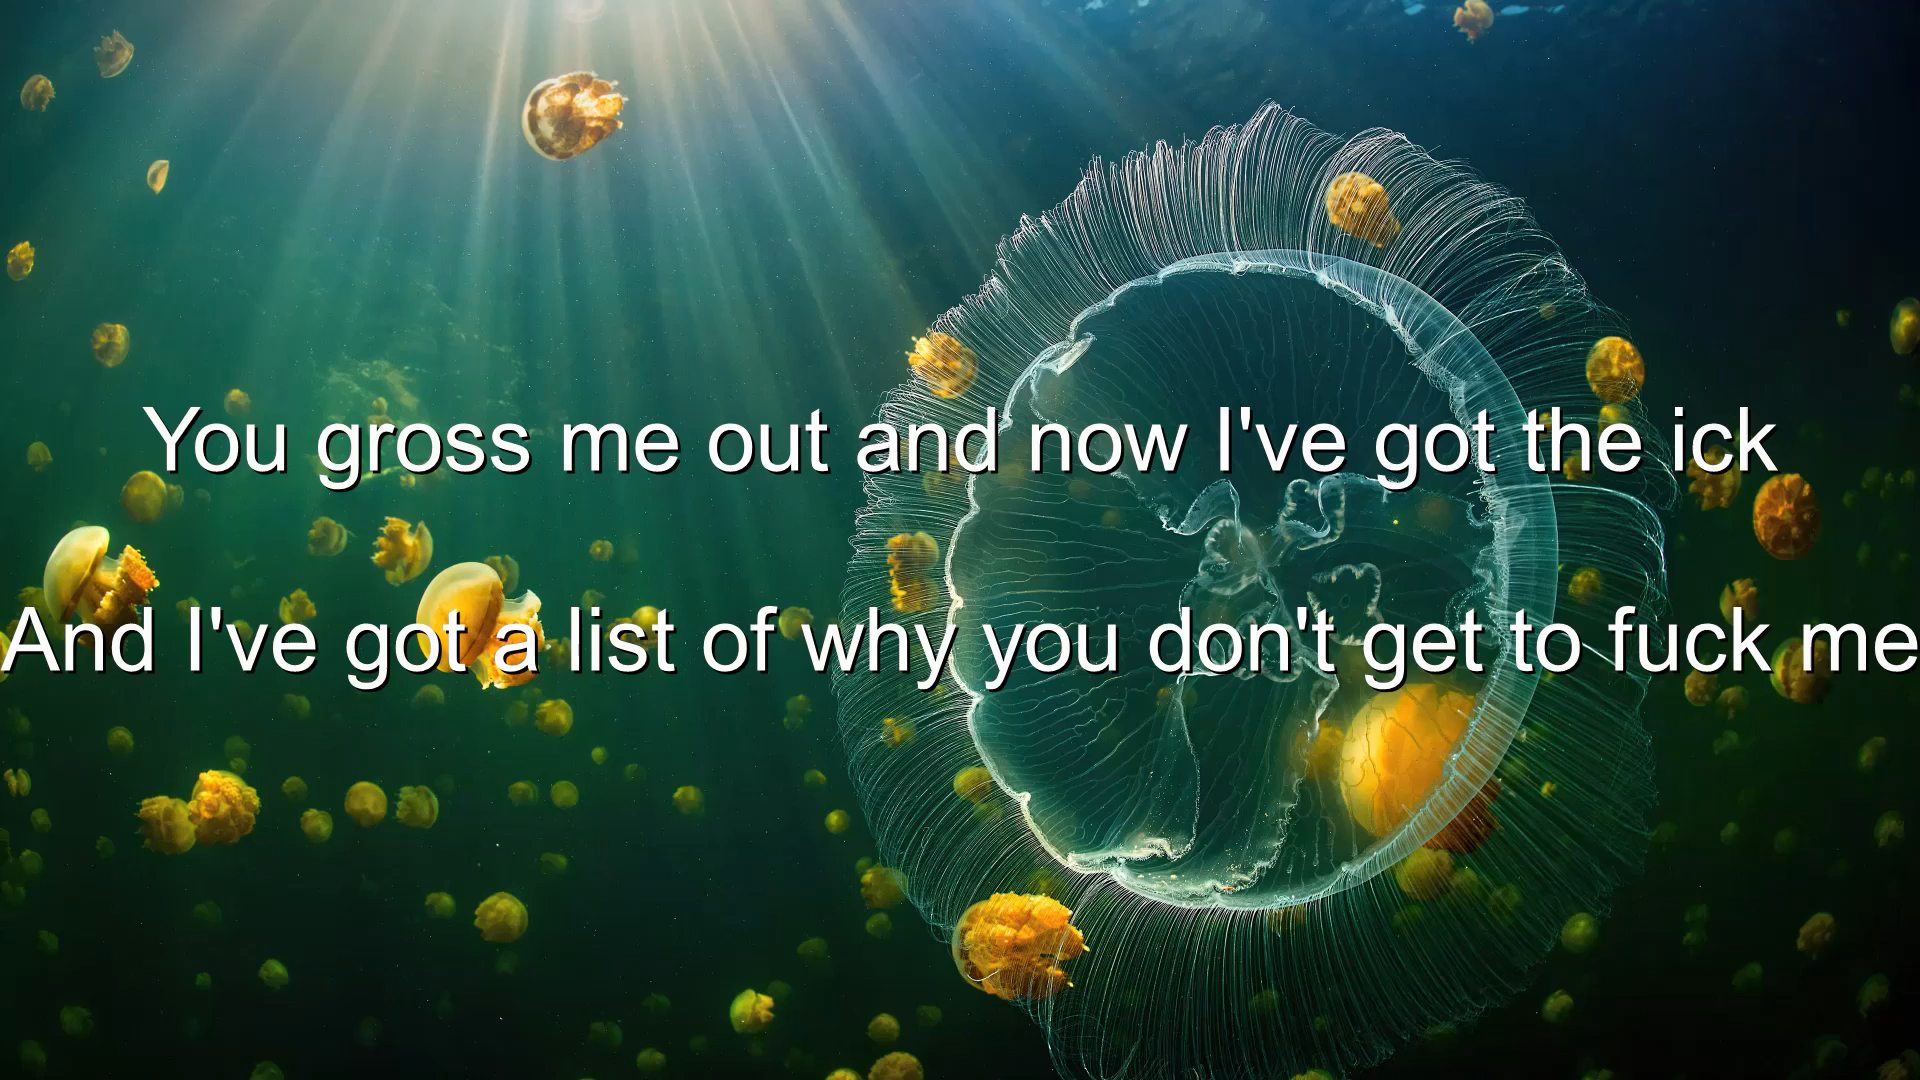 You gross me out and now I've got the ick
And I've got a list of why you don't get to fuck me